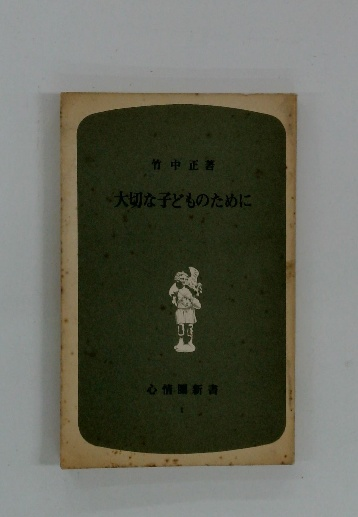 竹中正著
大切な子どものために
心情圏新書
1